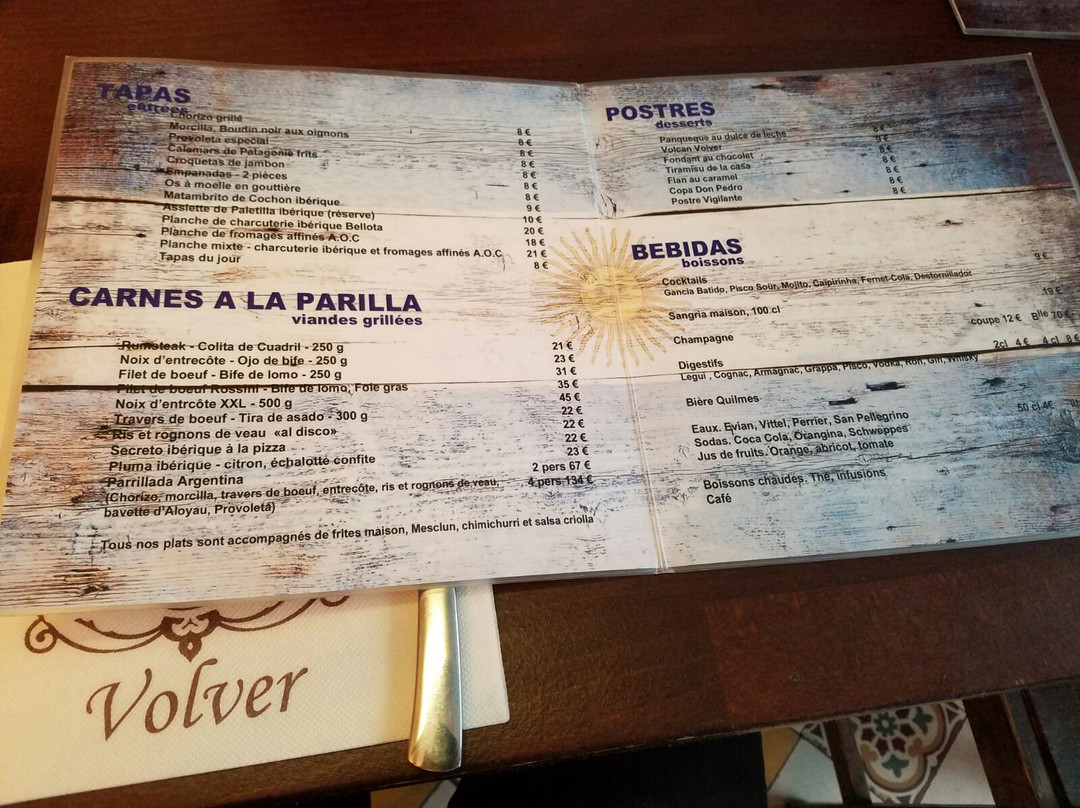 TAPAS
entrées
Chorizo grillé
Morcilla, Boudin noir aux oignons 8 €
Provoleta especial 8 €
Calamars de Patagonie frits 8 €
Croquetas de jambon 8 €
Empanadas - 2 pièces 8 €
Os à moelle en gouttière 8 €
Matambrito de Cochon ibérique 8 €
Assiette de Paletilla ibérique (réserve) 9 €
Planche de charcuterie ibérique Bellota 10 €
Planche de fromages affinés A.O.C 20 €
Planche mixte - charcuterie ibérique et fromages affinés A.O.C 18 €
21 €
Tapas du jour 8 €
CARNES A LA PARILLA
viandes grillées
Rumsteak - Colita de Cuadril - 250 g 21 €
Noix d'entrecôte - Ojo de bife - 250 g 23 €
Filet de boeuf - Bife de lomo - 250 g 31 €
Filet de boeuf Rossini - Bife de lomo, Foie gras 35 €
Noix d'entrcôte XXL - 500 g 45 €
Travers de boeuf - Tira de asado - 300 g 22 €
Ris et rognons de veau «al disco» 22 €
Secreto ibérique à la pizza 22 €
Pluma ibérique - citron, échalotte confite 23 €
Parrillada Argentina 2 pers 67 €
(Chorizo, morcilla, travers de boeuf, entrecôte, ris et rognons de veau, 4 pers 134 €
bavette d'Aloyau, Provoleta)
Tous nos plats sont accompagnés de frites maison, Mesclun, chimichurri et salsa criolla
POSTRES
desserts
Panqueque au dulce de leche 8 €
Volcan Volver
Fondant au chocolat 8 €
Tiramisu de la casa 8 €
Flan au caramel 8 €
Copa Don Pedro 8 €
Postre Vigilante 8 €
BEBIDAS
boissons
Cocktails 9 €
Gancia Batido, Pisco Sour, Mojito, Caipirinha, Fernet-Cola, Destornillador
Sangria maison, 100 cl 19 €
Champagne coupe 12 € Blle 70 €
Digestifs 2cl 4 € 4 cl 8 €
Legui, Cognac, Armagnac, Grappa, Pisco, Vodka, Ron, Gin, Whisky
Bière Quilmes
Eaux. Evian, Vittel, Perrier, San Pellegrino 50 cl 4€
Sodas. Coca Cola, Orangina, Schweppes
Jus de fruits. Orange, abricot, tomate
Boissons chaudes. Thé, infusions
Café
Volver